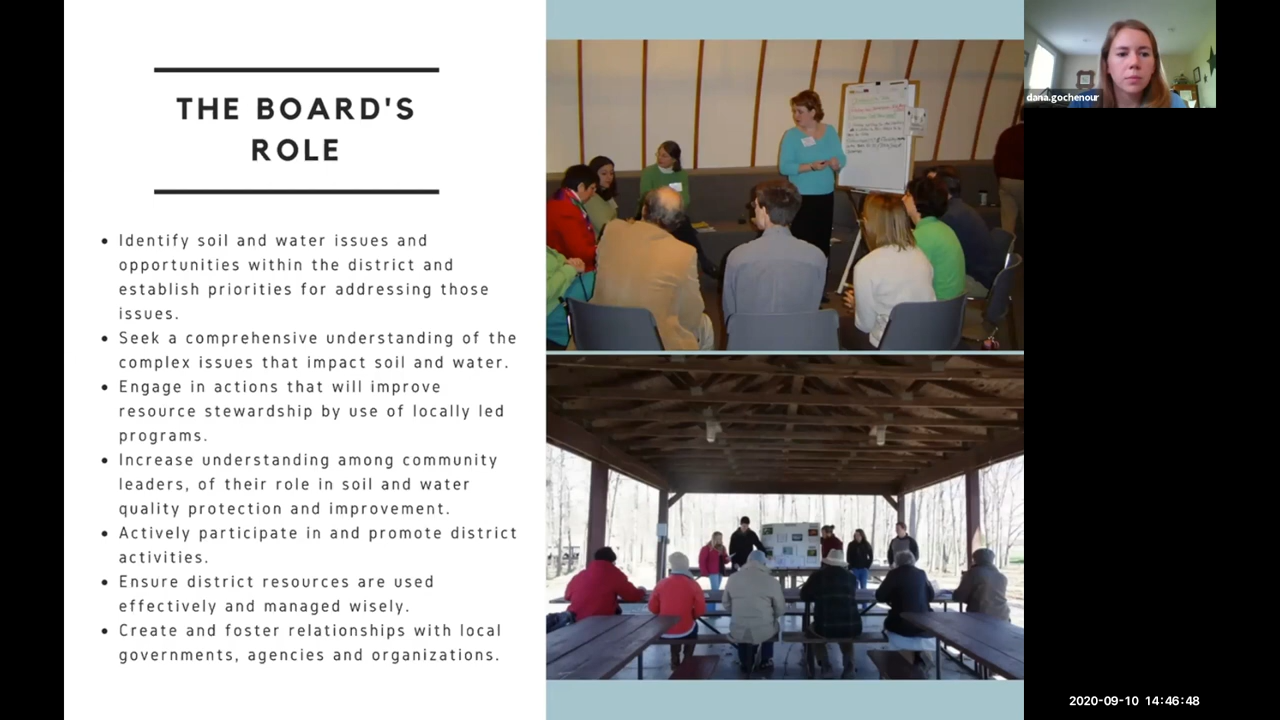 THE BOARD'S
ROLE
• Identify soil and water issues and
opportunities within the district and
establish priorities for addressing those
issues.
• Seek a comprehensive understanding of the
complex issues that impact soil and water.
• Engage in actions that will improve
resource stewardship by use of locally led
programs.
• Increase understanding among community
leaders, of their role in soil and water
quality protection and improvement.
• Actively participate in and promote district
activities.
• Ensure district resources are used
effectively and managed wisely.
• Create and foster relationships with local
governments, agencies and organizations.
dana.gochenour
2020-09-10 14:46:48